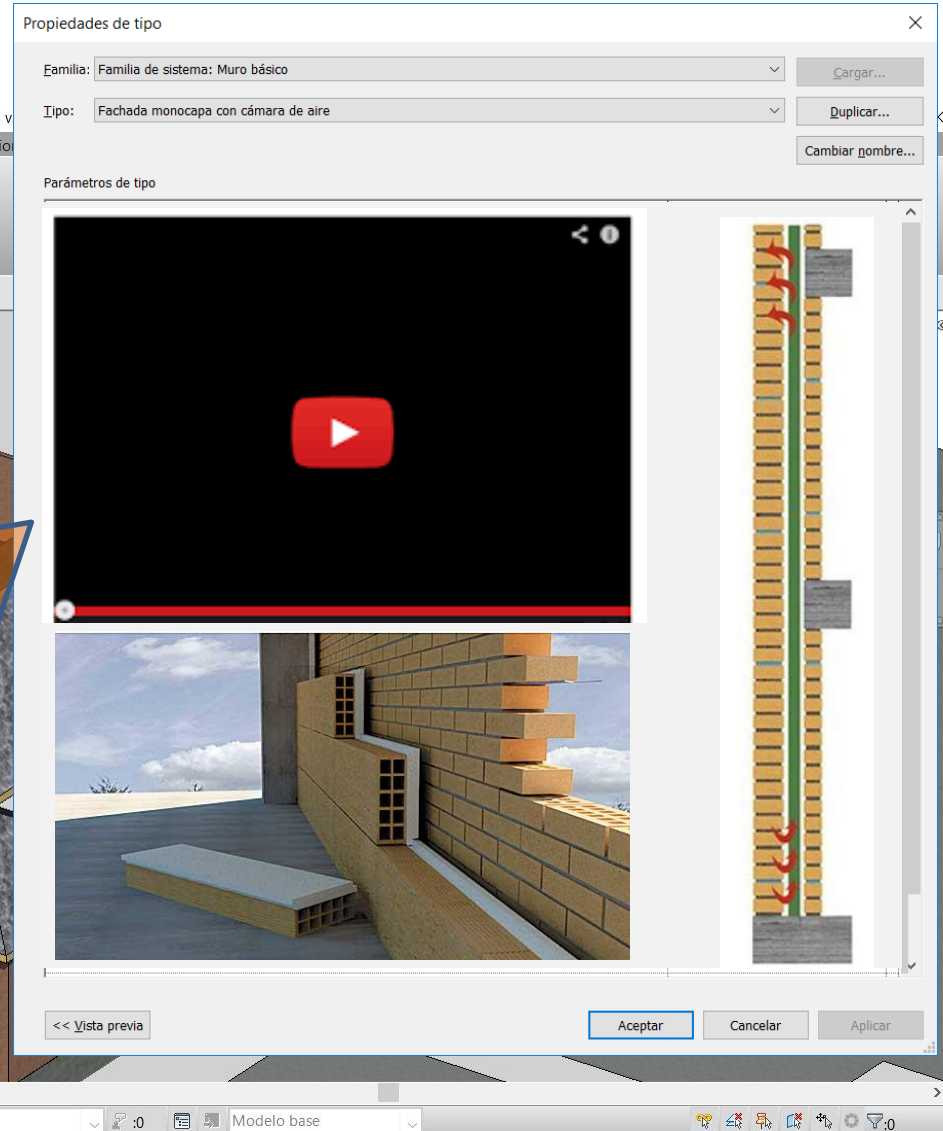 Propiedades de tipo
Familia: Familia de sistema: Muro básico
Cargar...
Tipo: Fachada monocapa con cámara de aire
Duplicar...
Cambiar nombre...
Parámetros de tipo
<< Vista previa
Aceptar
Cancelar
Aplicar
:0
Modelo base
:0